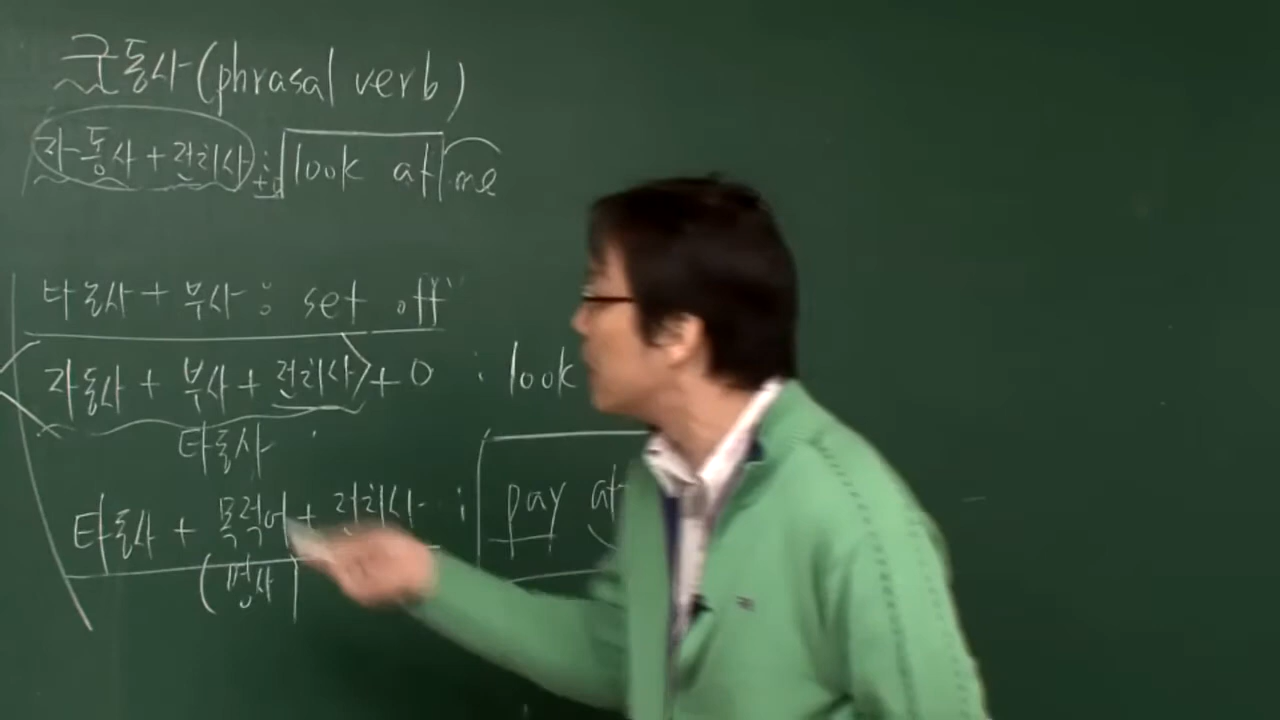 구동사(phrasal verb)
자동사+전치사: look at me
타동사+부사: set off
자동사+부사+전치사+O : look
타동사
타동사+목적어+전치사 : pay
(명사)